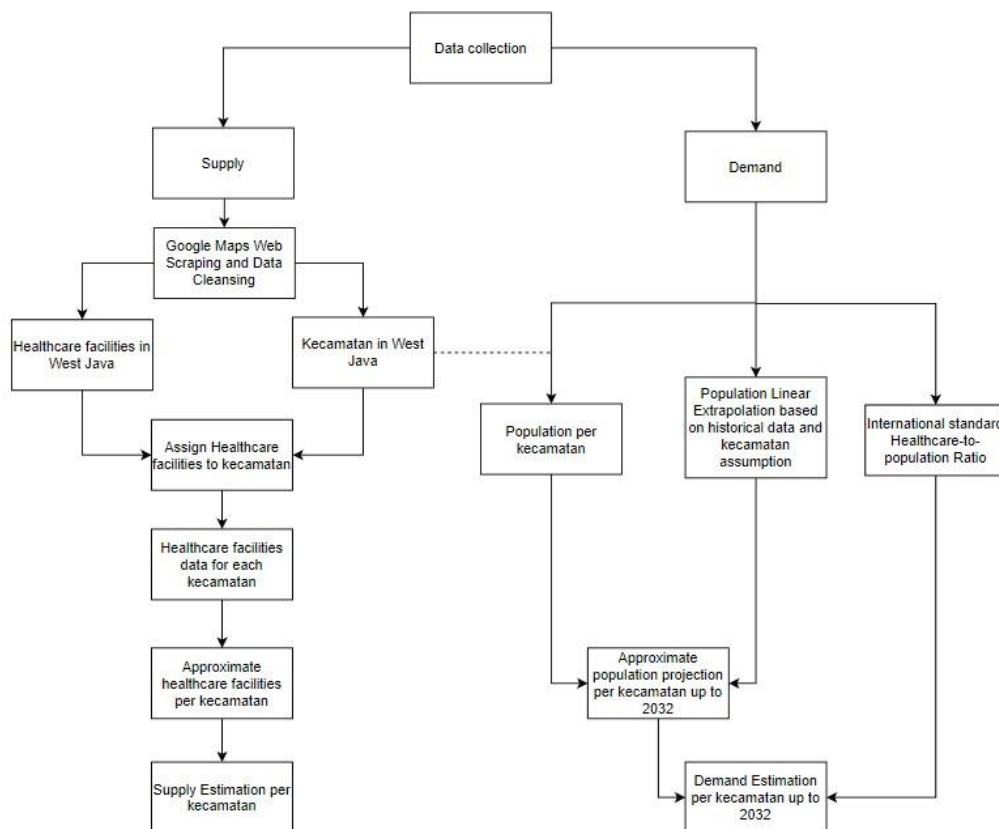 Data collection
Supply
Demand
Google Maps Web
Scraping and Data
Cleansing
Healthcare facilities in
West Java
Kecamatan in West
Java
Population per
kecamatan
Population Linear
Extrapolation based
on historical data and
kecamatan
assumption
International standard
Healthcare-to-
population Ratio
Assign Healthcare
facilities to kecamatan
Healthcare facilities
data for each
kecamatan
Approximate
healthcare facilities
per kecamatan
Approximate
population projection
per kecamatan up to
2032
Supply Estimation per
kecamatan
Demand Estimation
per kecamatan up to
2032